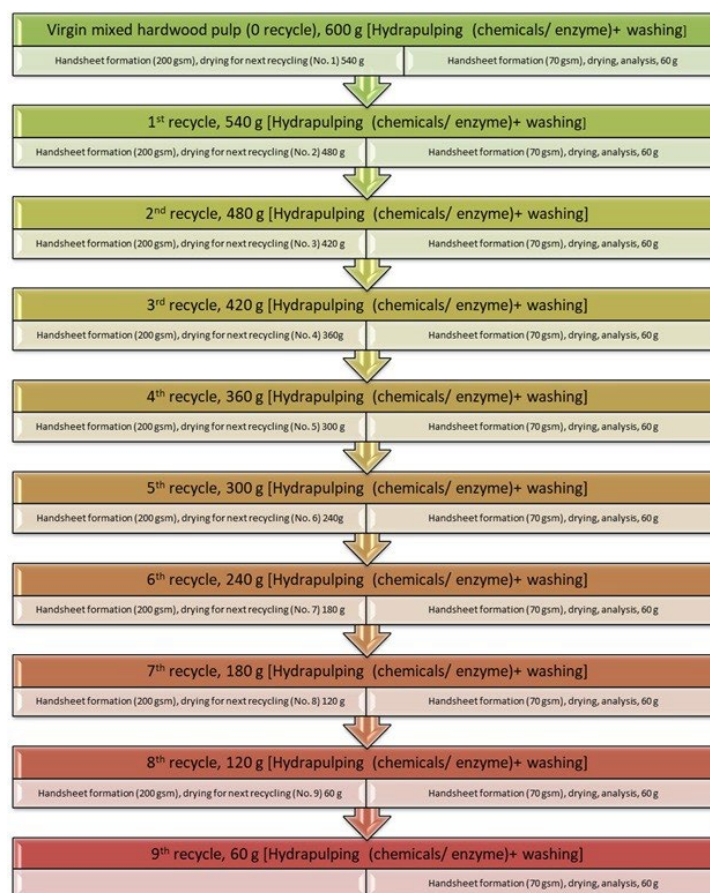 Virgin mixed hardwood pulp (0 recycle), 600 g [Hydrapulping (chemicals/ enzyme)+ washing]
Handsheet formation (200 gsm), drying for next recycling (No. 1) 540 g
Handsheet formation (70 gsm), drying, analysis, 60 g
1st recycle, 540 g [Hydrapulping (chemicals/ enzyme)+ washing]
Handsheet formation (200 gsm), drying for next recycling (No. 2) 480 g
Handsheet formation (70 gsm), drying, analysis, 60 g
2nd recycle, 480 g [Hydrapulping (chemicals/ enzyme)+ washing]
Handsheet formation (200 gsm), drying for next recycling (No. 3) 420 g
Handsheet formation (70 gsm), drying, analysis, 60 g
3rd recycle, 420 g [Hydrapulping (chemicals/ enzyme)+ washing]
Handsheet formation (200 gsm), drying for next recycling (No. 4) 360g
Handsheet formation (70 gsm), drying, analysis, 60 g
4th recycle, 360 g [Hydrapulping (chemicals/ enzyme)+ washing]
Handsheet formation (200 gsm), drying for next recycling (No. 5) 300 g
Handsheet formation (70 gsm), drying, analysis, 60 g
5th recycle, 300 g [Hydrapulping (chemicals/ enzyme)+ washing]
Handsheet formation (200 gsm), drying for next recycling (No. 6) 240g
Handsheet formation (70 gsm), drying, analysis, 60 g
6th recycle, 240 g [Hydrapulping (chemicals/ enzyme)+ washing]
Handsheet formation (200 gsm), drying for next recycling (No. 7) 180 g
Handsheet formation (70 gsm), drying, analysis, 60 g
7th recycle, 180 g [Hydrapulping (chemicals/ enzyme)+ washing]
Handsheet formation (200 gsm), drying for next recycling (No. 8) 120 g
Handsheet formation (70 gsm), drying, analysis, 60 g
8th recycle, 120 g [Hydrapulping (chemicals/ enzyme)+ washing]
Handsheet formation (200 gsm), drying for next recycling (No. 9) 60 g
Handsheet formation (70 gsm), drying, analysis, 60 g
9th recycle, 60 g [Hydrapulping (chemicals/ enzyme)+ washing]
Handsheet formation (70 gsm), drying, analysis, 60 g